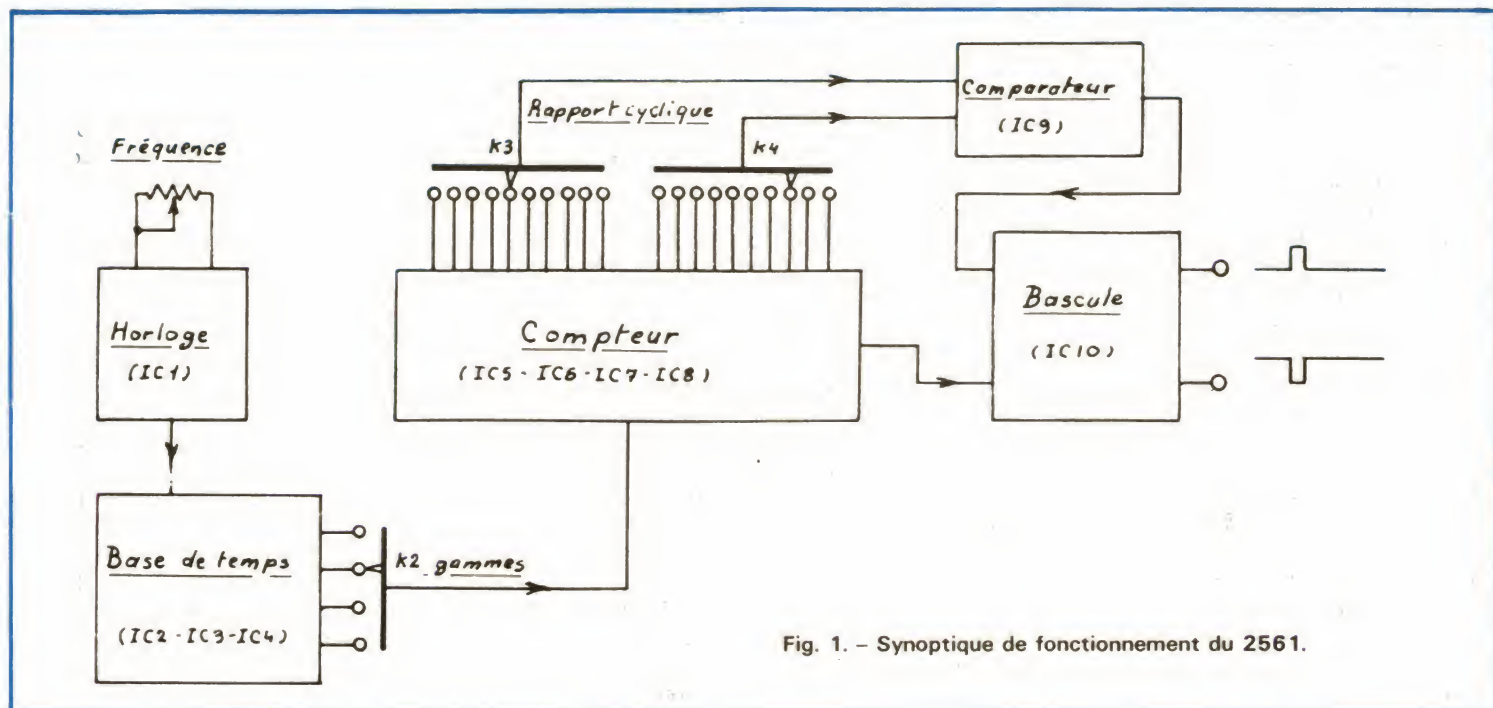 Fréquence
Horloge
(IC1)
Base de temps
(IC2-IC3-IC4)
K2 gammes
Rapport cyclique
K3
K4
Compteur
(IC5-IC6-IC7-IC8)
Comparateur
(IC9)
Bascule
(IC10)
Fig. 1. – Synoptique de fonctionnement du 2561.